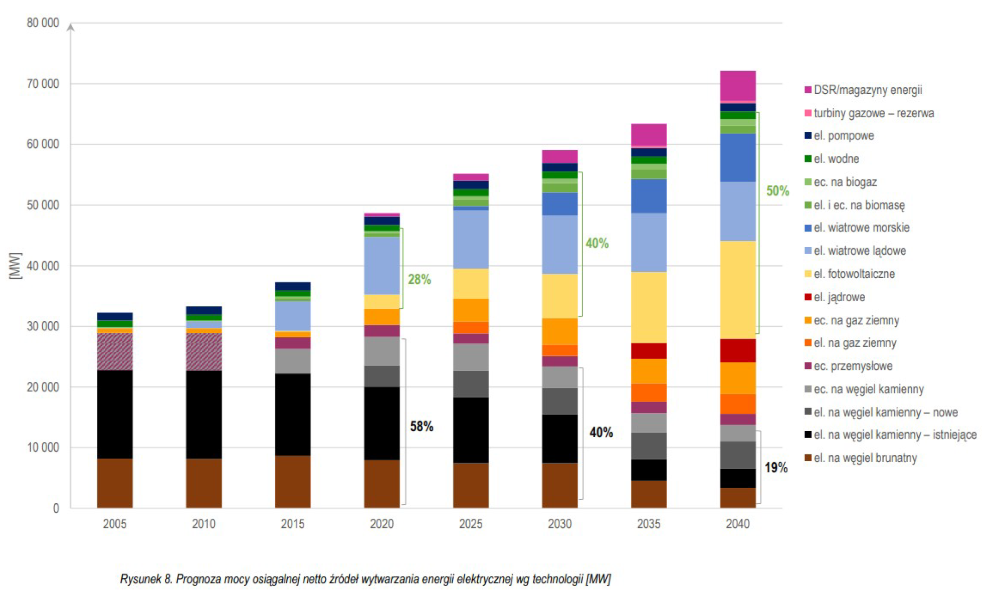 80 000
70 000
60 000
50 000
40 000
30 000
20 000
10 000
0
[MW]
2005
2010
2015
2020
2025
2030
2035
2040
28%
58%
40%
40%
50%
19%
DSR/magazyny energii
turbiny gazowe – rezerwa
el. pompowe
el. wodne
ec. na biogaz
el. i ec. na biomasę
el. wiatrowe morskie
el. wiatrowe lądowe
el. fotowoltaiczne
el. jądrowe
ec. na gaz ziemny
el. na gaz ziemny
ec. przemysłowe
ec. na węgiel kamienny
el. na węgiel kamienny – nowe
el. na węgiel kamienny – istniejące
el. na węgiel brunatny
Rysunek 8. Prognoza mocy osiągalnej netto źródeł wytwarzania energii elektrycznej wg technologii [MW]